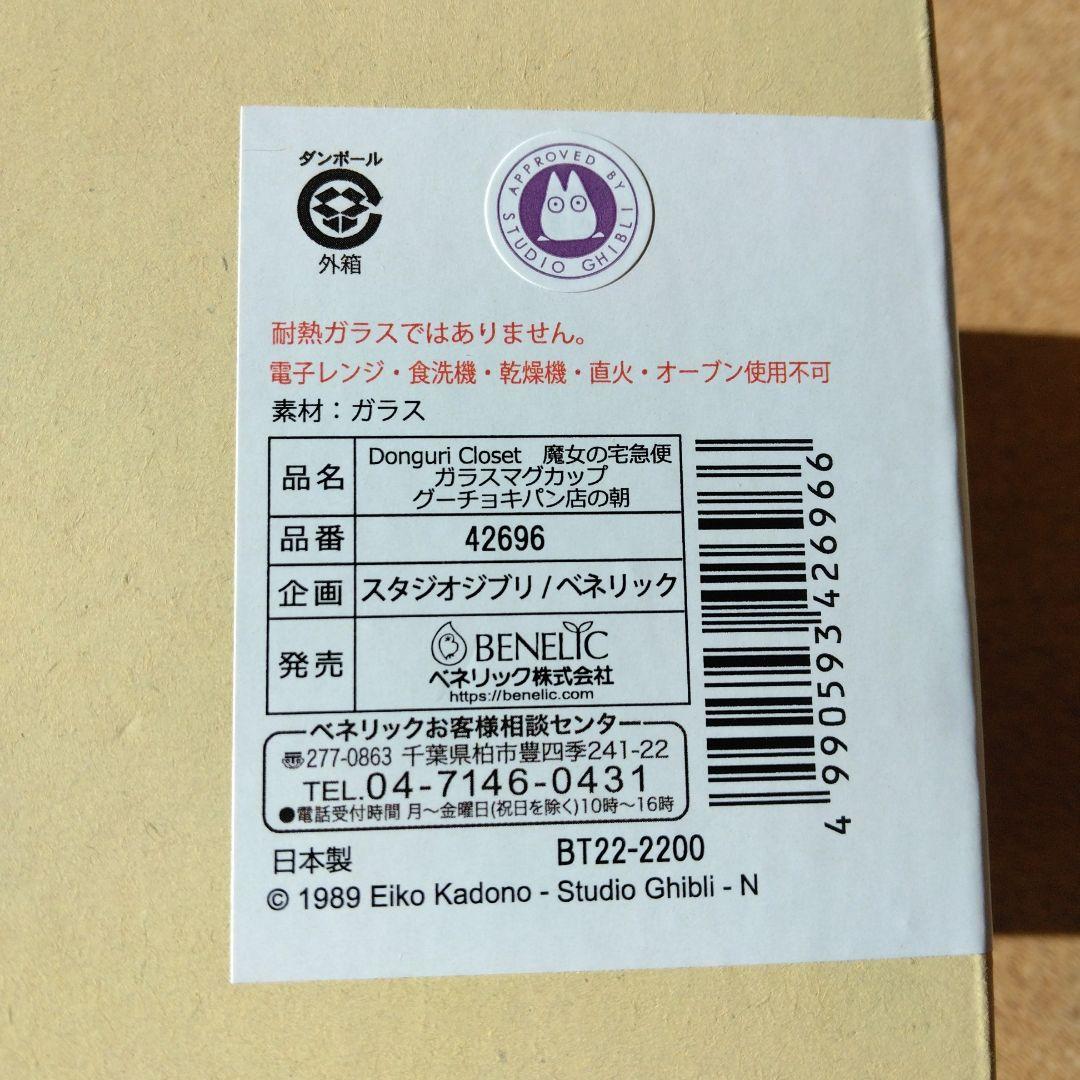 ダンボール
外箱
APPROVED BY
STUDIO GHIBLI
耐熱ガラスではありません。
電子レンジ・食洗機・乾燥機・直火・オーブン使用不可
素材：ガラス
品名
Donguri Closet　魔女の宅急便
ガラスマグカップ
グーチョキパン店の朝
品番
42696
企画
スタジオジブリ / ベネリック
発売
BENELIC
ベネリック株式会社
https://benelic.com
4990593426966
ベネリックお客様相談センター
277-0863 千葉県柏市豊四季241-22
TEL.04-7146-0431
●電話受付時間 月～金曜日(祝日を除く)10時～16時
日本製
BT22-2200
© 1989 Eiko Kadono - Studio Ghibli - N